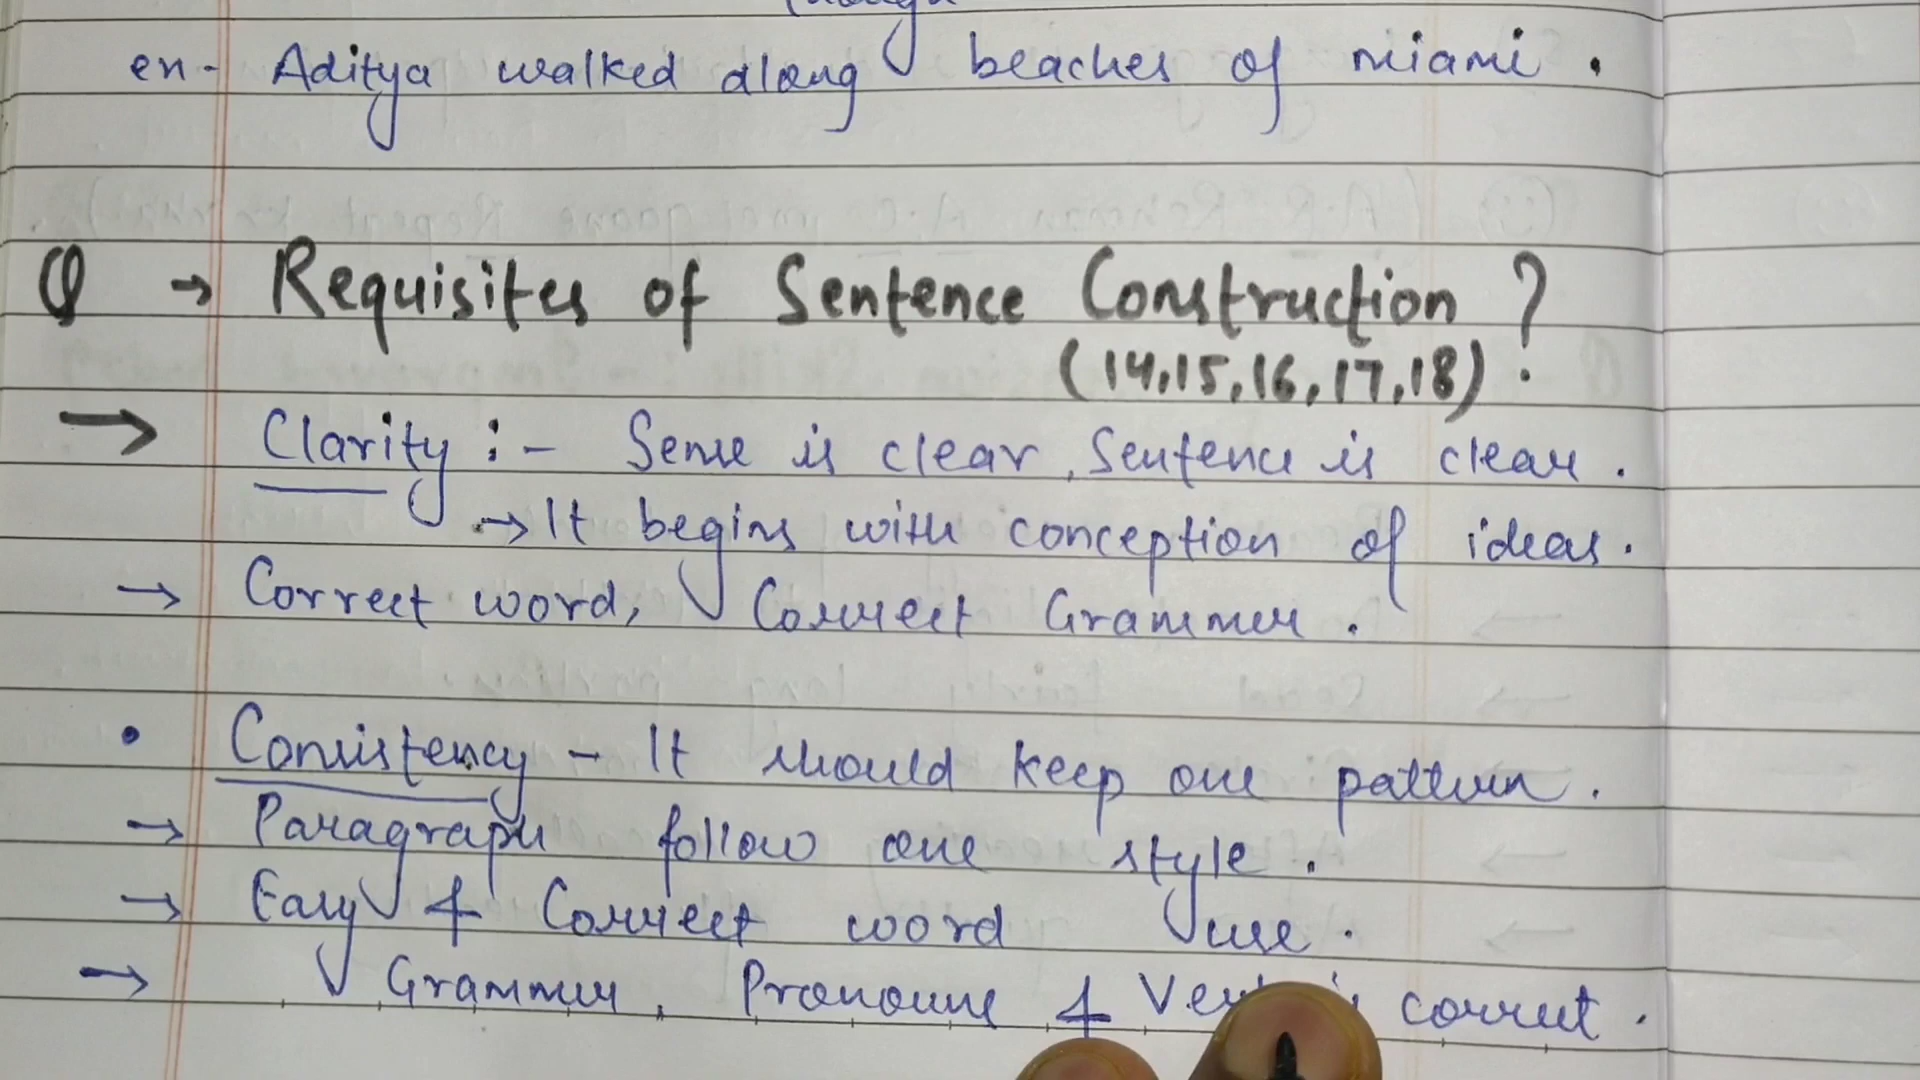 en- Aditya walked along beaches of miami .
Q → Requisites of Sentence Construction ?
(14,15,16,17,18) .
→ Clarity :- Sense is clear, Sentence is clear .
→ It begins with conception of ideas .
→ Correct word, Correct Grammer .
• Consistency - It should keep one pattern .
→ Paragraph follow one style .
→ Easy & Correct word use .
→ Grammer, Pronoune & correct .